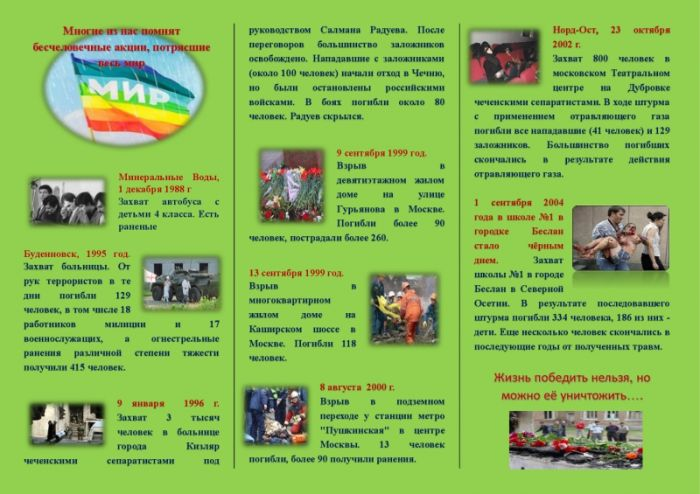 Многие из нас помнят
бесчеловечные акции, потрясшие
весь мир
МИР
Минеральные Воды,
1 декабря 1988 г
Захват автобуса с
детьми 4 класса. Есть
раненые
Буденновск, 1995 год.
Захват больницы. От
рук террористов в те
дни погибли 129
человек, в том числе 18
работников милиции и 17
военнослужащих, а огнестрельные
ранения различной степени тяжести
получили 415 человек.
9 января 1996 г.
Захват 3 тысяч
человек в больнице
города Кизляр
чеченскими сепаратистами под
руководством Салмана Радуева. После
переговоров большинство заложников
освобождено. Нападавшие с заложниками
(около 100 человек) начали отход в Чечню,
но были остановлены российскими
войсками. В боях погибли около 80
человек. Радуев скрылся.
9 сентября 1999 год.
Взрыв в
девятиэтажном жилом
доме на улице
Гурьянова в Москве.
Погибли более 90
человек, пострадали более 260.
13 сентября 1999 год.
Взрыв в
многоквартирном
жилом доме на
Каширском шоссе в
Москве. Погибли 118
человек.
8 августа 2000 г.
Взрыв в подземном
переходе у станции метро
"Пушкинская" в центре
Москвы. 13 человек
погибли, более 90 получили ранения.
Норд-Ост, 23 октября
2002 г.
Захват 800 человек в
московском Театральном
центре на Дубровке
чеченскими сепаратистами. В ходе штурма
с применением отравляющего газа
погибли все нападавшие (41 человек) и 129
заложников. Большинство погибших
скончались в результате действия
отравляющего газа.
1 сентября 2004
года в школе №1 в
городке Беслан
стало чёрным
днем. Захват
школы №1 в городе
Беслан в Северной
Осетии. В результате последовавшего
штурма погибли 334 человека, 186 из них -
дети. Еще несколько человек скончались в
последующие годы от полученных травм.
Жизнь победить нельзя, но
можно её уничтожить….